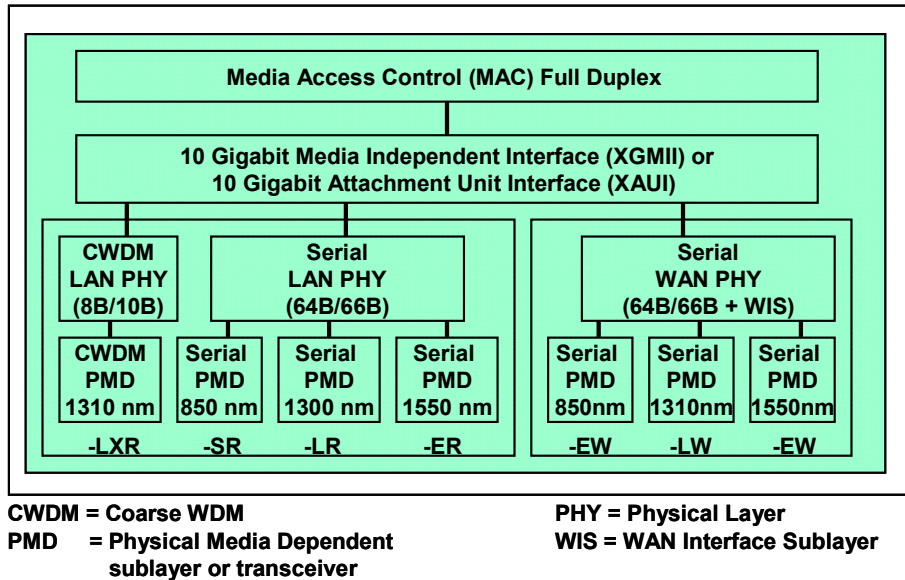 Media Access Control (MAC) Full Duplex
10 Gigabit Media Independent Interface (XGMII) or
10 Gigabit Attachment Unit Interface (XAUI)
CWDM
LAN PHY
(8B/10B)
Serial
LAN PHY
(64B/66B)
Serial
WAN PHY
(64B/66B + WIS)
CWDM
PMD
1310 nm
Serial
PMD
850 nm
Serial
PMD
1300 nm
Serial
PMD
1550 nm
Serial
PMD
850nm
Serial
PMD
1310nm
Serial
PMD
1550nm
-LXR
-SR
-LR
-ER
-EW
-LW
-EW
CWDM = Coarse WDM
PMD = Physical Media Dependent
sublayer or transceiver
PHY = Physical Layer
WIS = WAN Interface Sublayer